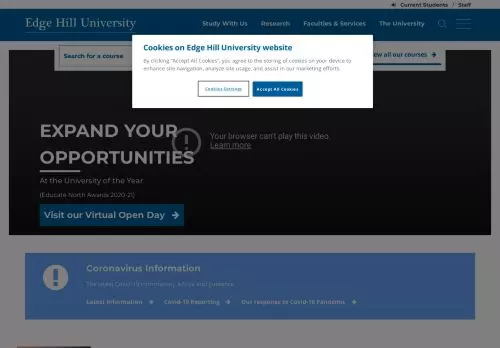 Current Students / Staff
Edge Hill University
Study With Us
Research
Faculties & Services
The University
Search for a course
all our courses
Cookies on Edge Hill University website
By clicking "Accept All Cookies", you agree to the storing of cookies on your device to
enhance site navigation, analyze site usage, and assist in our marketing efforts.
Cookies Settings
Accept All Cookies
EXPAND YOUR
OPPORTUNITIES
Your browser can't play this video.
Learn more
At the University of the Year
(Educate North Awards 2020-21)
Visit our Virtual Open Day
Coronavirus Information
The latest Covid-19 information, advice and guidance.
Latest Information
Covid-19 Reporting
Our response to Covid-19 Pandemic